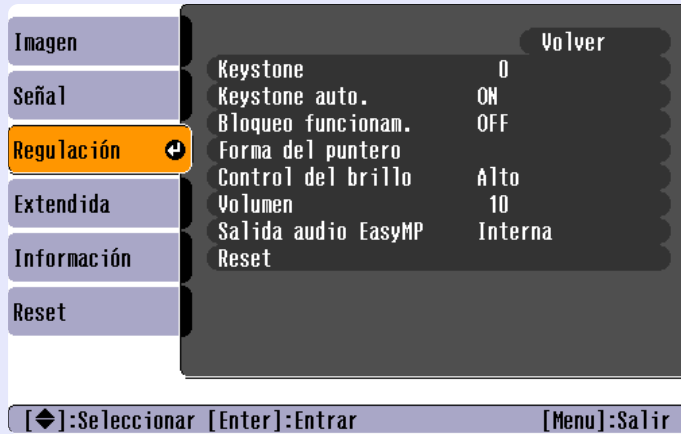 Imagen
Señal
Regulación
Extendida
Información
Reset
Volver
Keystone 0
Keystone auto. ON
Bloqueo funcionam. OFF
Forma del puntero
Control del brillo Alto
Volumen 10
Salida audio EasyMP Interna
Reset
[◆]:Seleccionar [Enter]:Entrar [Menu]:Salir